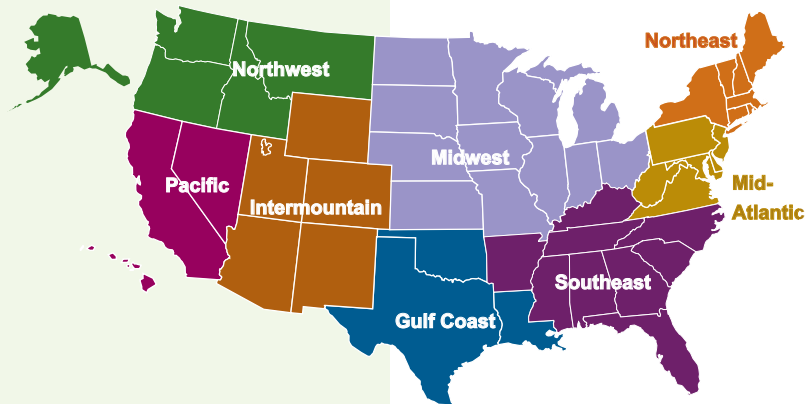 Northeast
Northwest
Midwest
Pacific
Mid-
Atlantic
Intermountain
Southeast
Gulf Coast